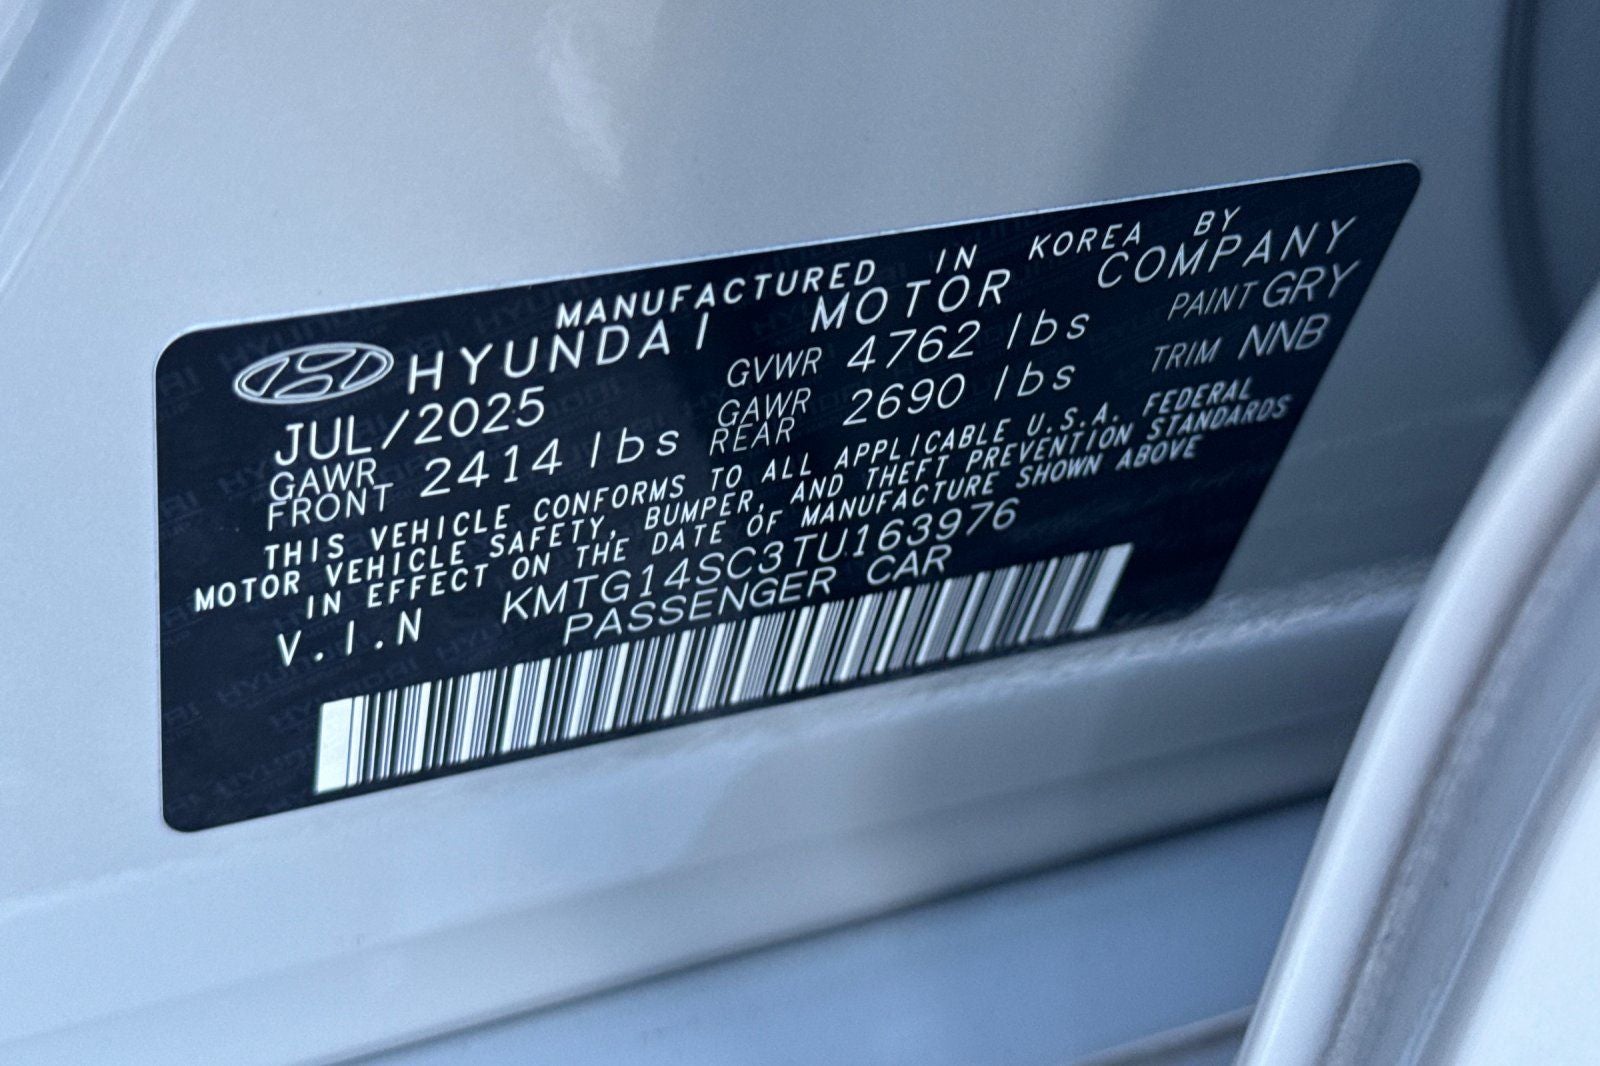 MANUFACTURED IN KOREA BY
HYUNDAI MOTOR COMPANY
JUL/2025 GVWR 4762 lbs PAINT GRY
GAWR FRONT 2414 lbs GAWR REAR 2690 lbs TRIM NNB
THIS VEHICLE CONFORMS TO ALL APPLICABLE U.S.A. FEDERAL
MOTOR VEHICLE SAFETY, BUMPER, AND THEFT PREVENTION STANDARDS
IN EFFECT ON THE DATE OF MANUFACTURE SHOWN ABOVE
V.I.N KMTG14SC3TU163976
PASSENGER CAR